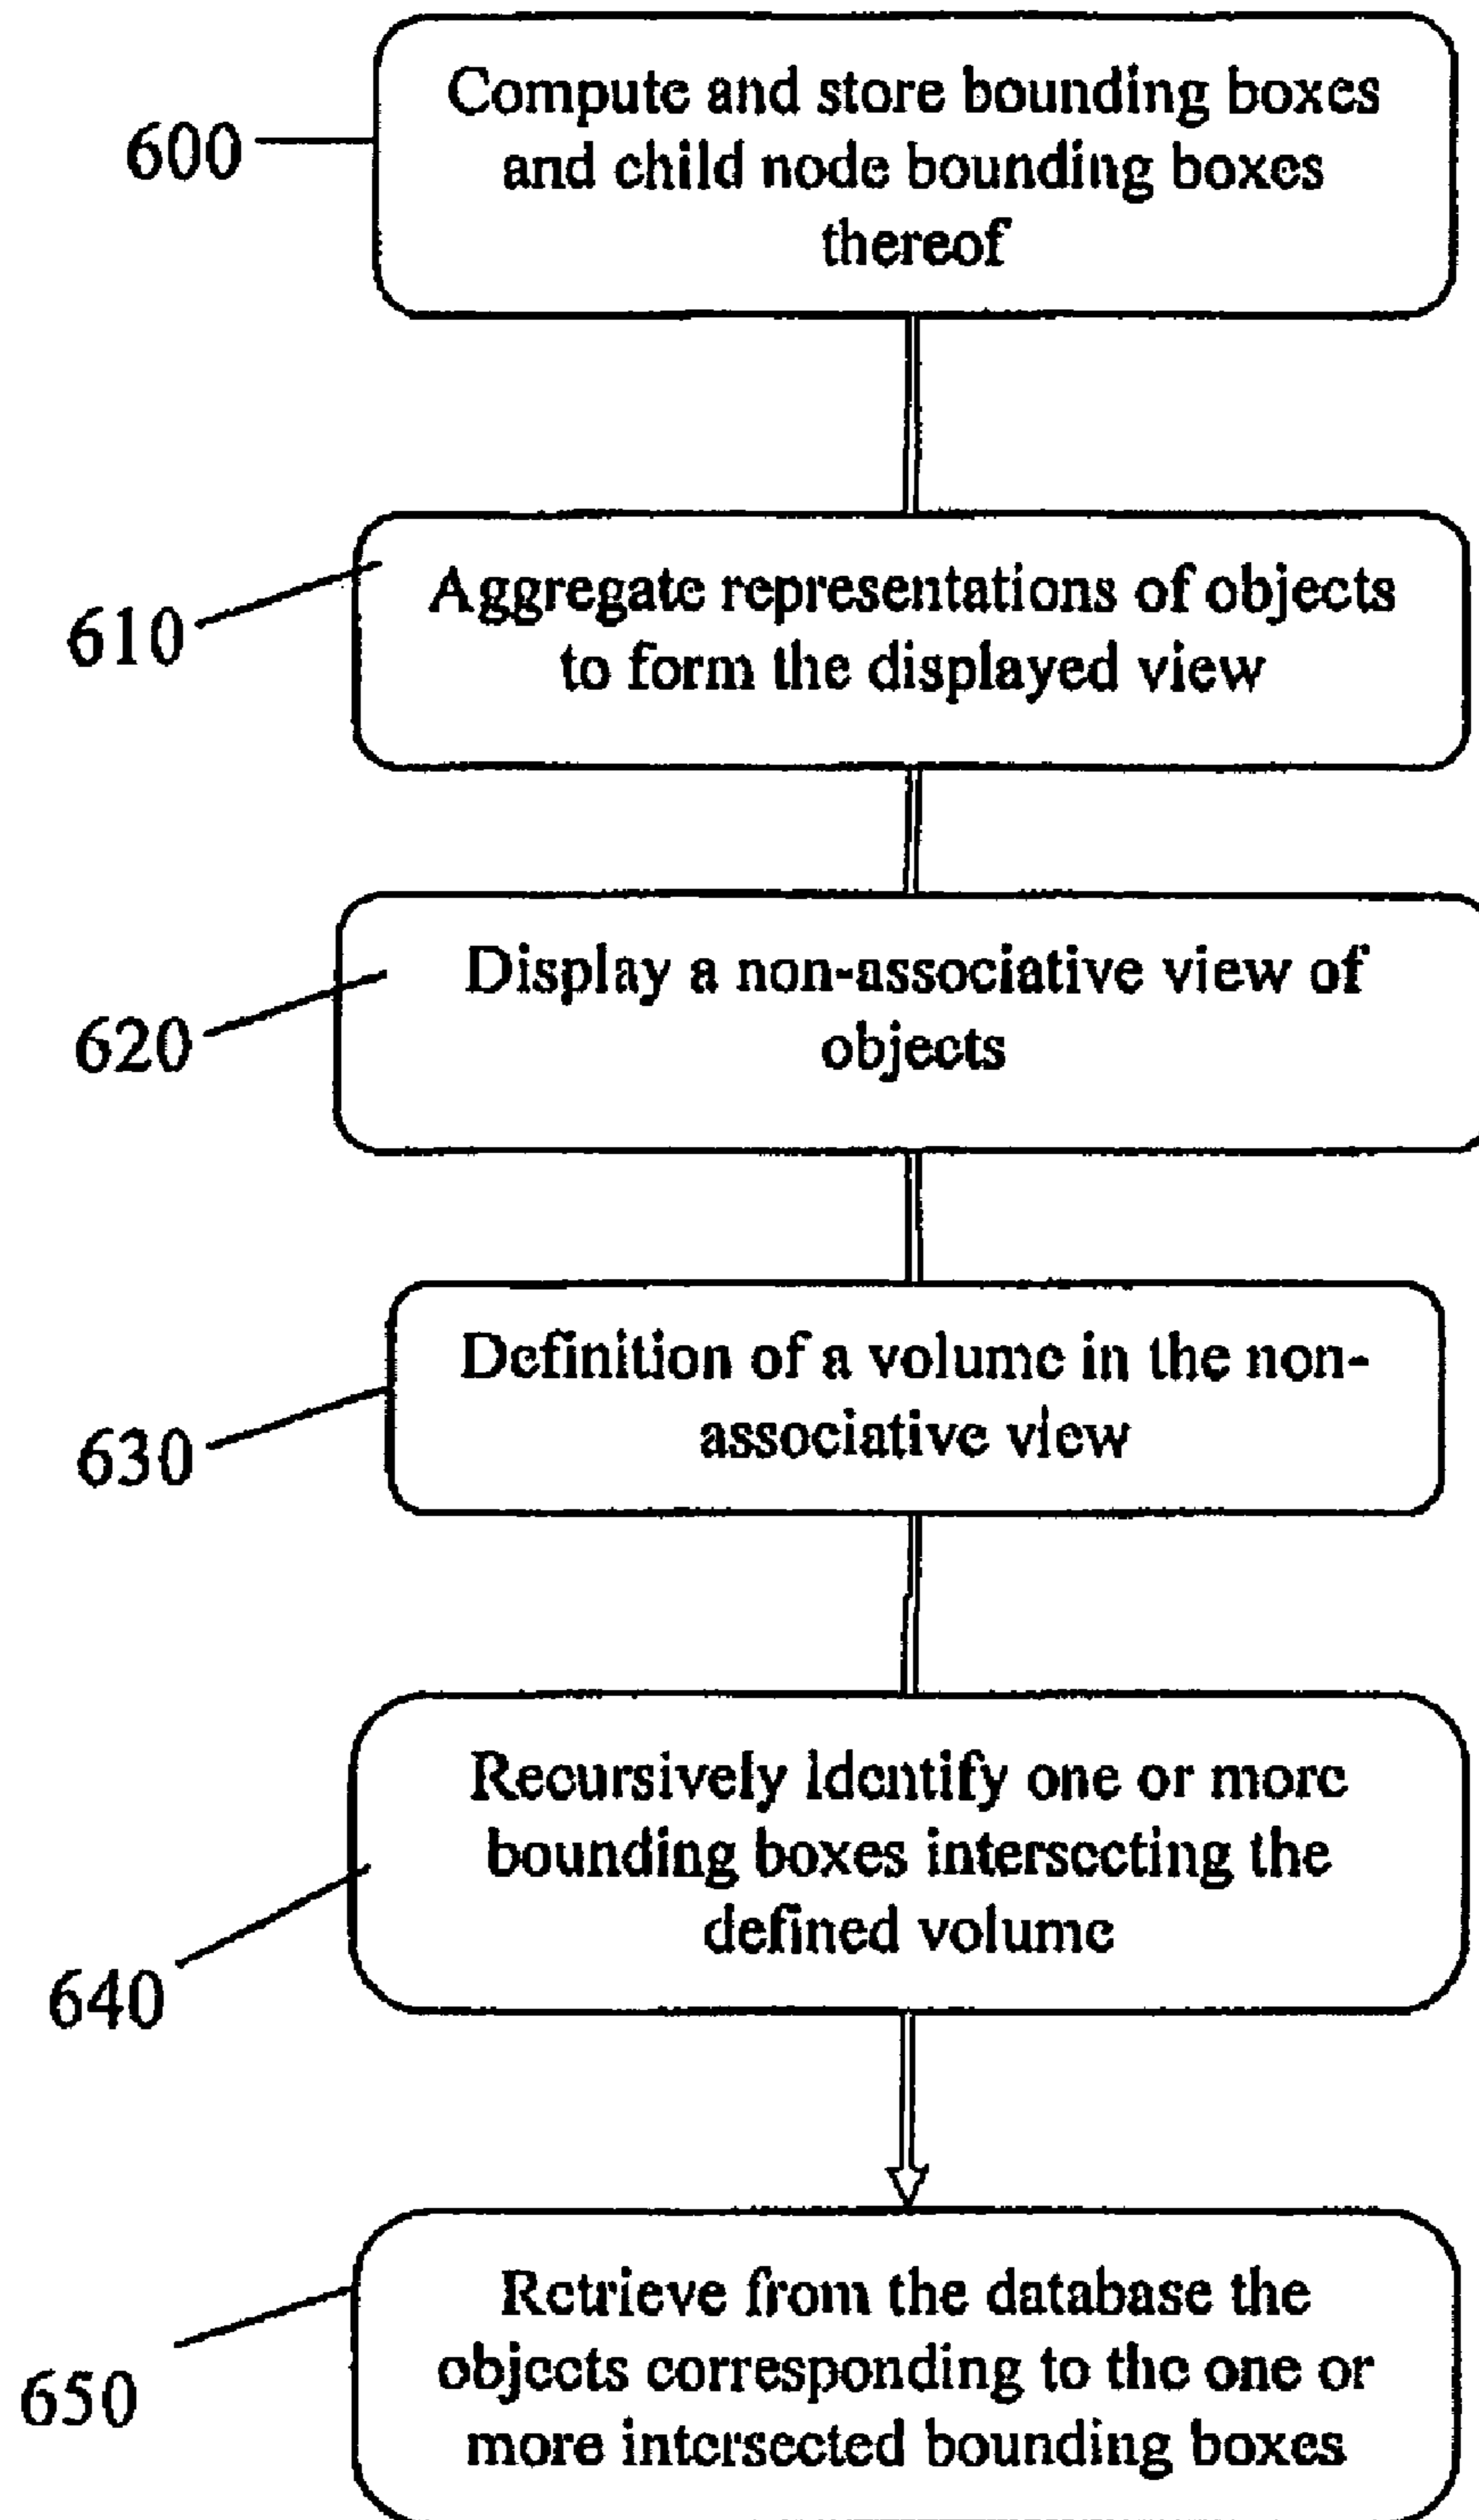 Compute and store bounding boxes
600
and child node bounding boxes
thereof
Aggregate representations of objects
610
to form the displayed view
Display a non-associative view of
620
objects
Definition of a volume in the non-
630
associative view
Recursively identify one or more
bounding boxes intersecting the
defined volume
640
Retrieve from the database the
objects corresponding to the one or
650
more intersected bounding boxes